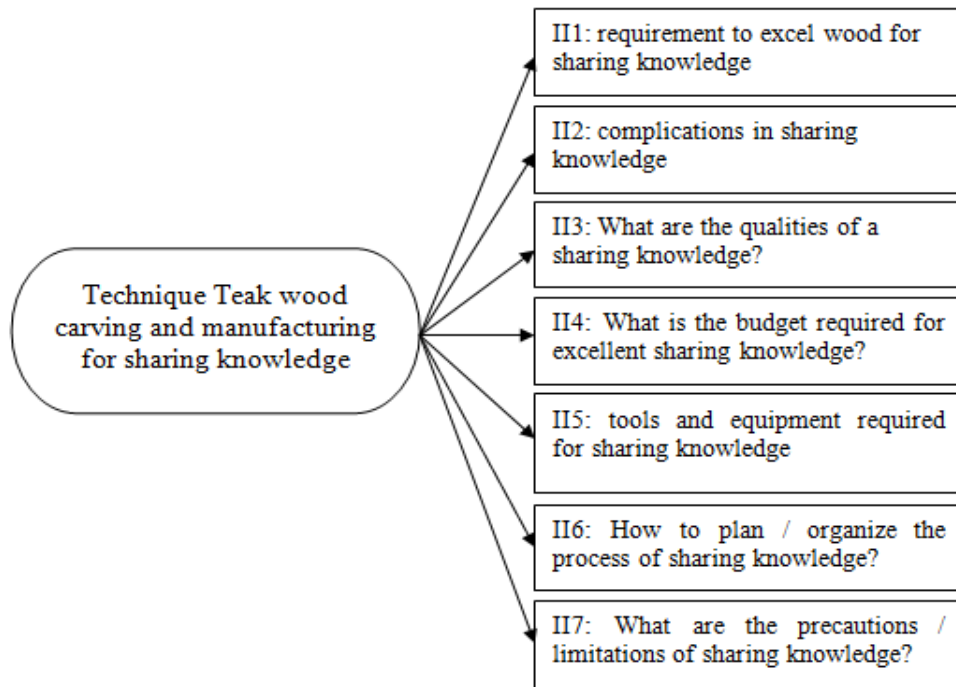 II1: requirement to excel wood for
sharing knowledge
II2: complications in sharing
knowledge
II3: What are the qualities of a
sharing knowledge?
Technique Teak wood
carving and manufacturing
for sharing knowledge
II4: What is the budget required for
excellent sharing knowledge?
II5: tools and equipment required
for sharing knowledge
II6: How to plan / organize the
process of sharing knowledge?
II7: What are the precautions /
limitations of sharing knowledge?